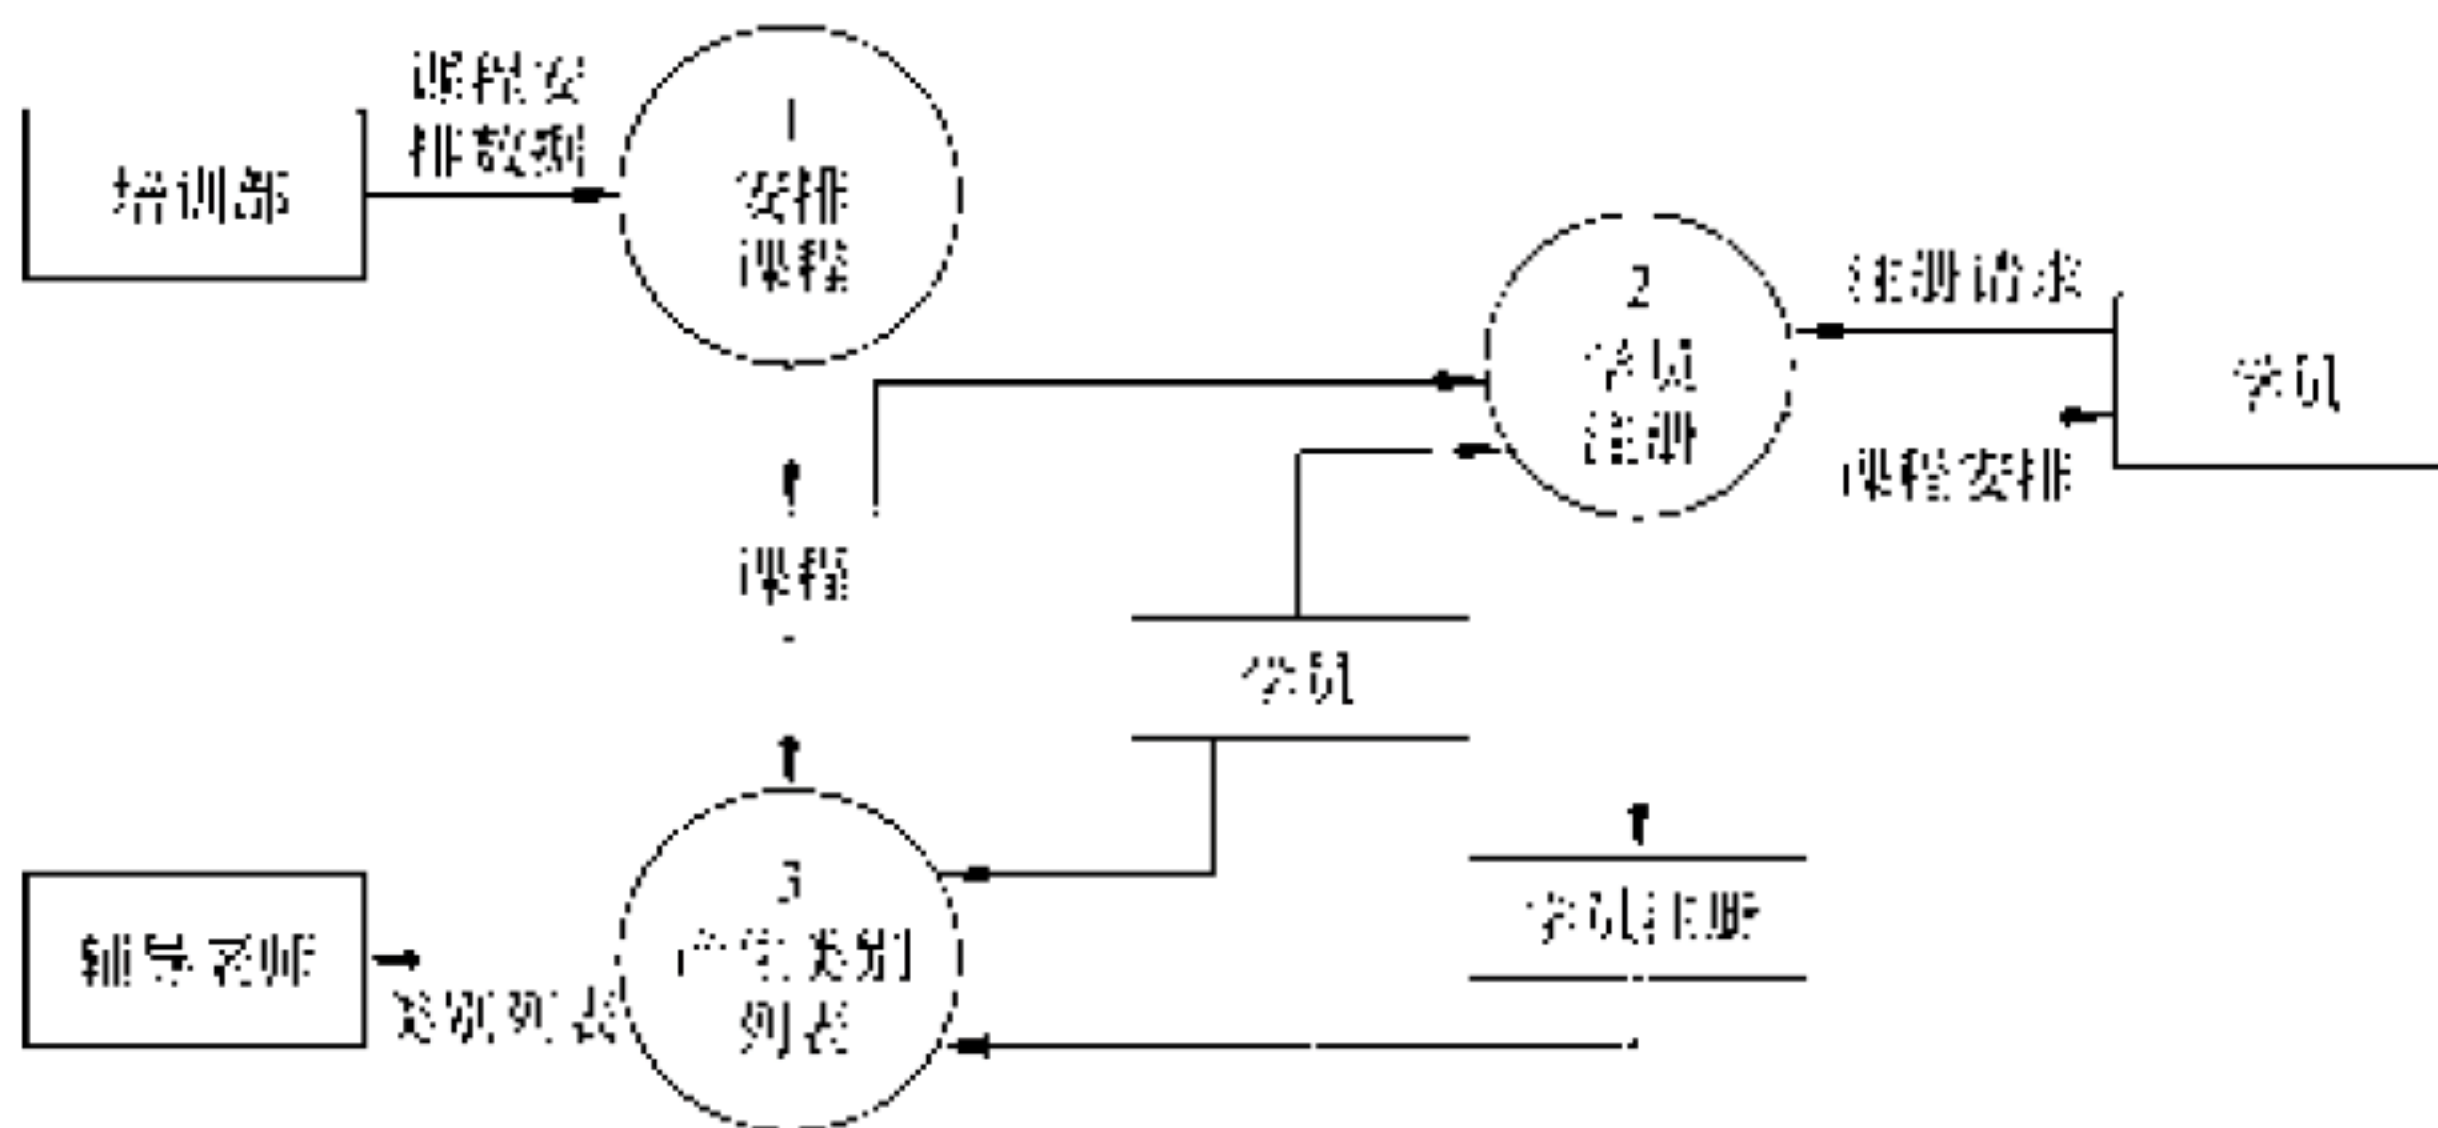 课程安
排数据
培训部
1
安排
课程
2
学员
注册
注册请求
学员
课程安排
课程
学员
3
产生类别
列表
学员注册
辅导老师
类别列表